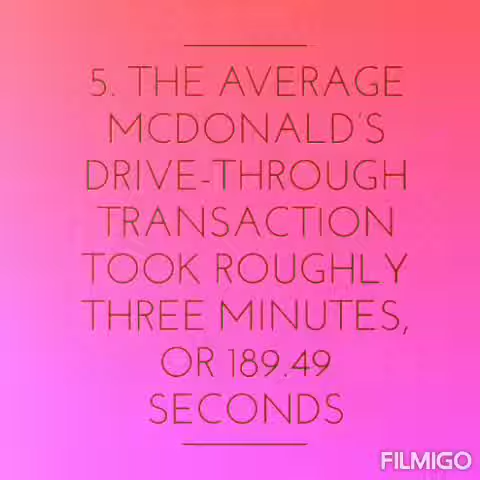 5. THE AVERAGE
MCDONALD'S
DRIVE-THROUGH
TRANSACTION
TOOK ROUGHLY
THREE MINUTES,
OR 189.49
SECONDS
FILMIGO